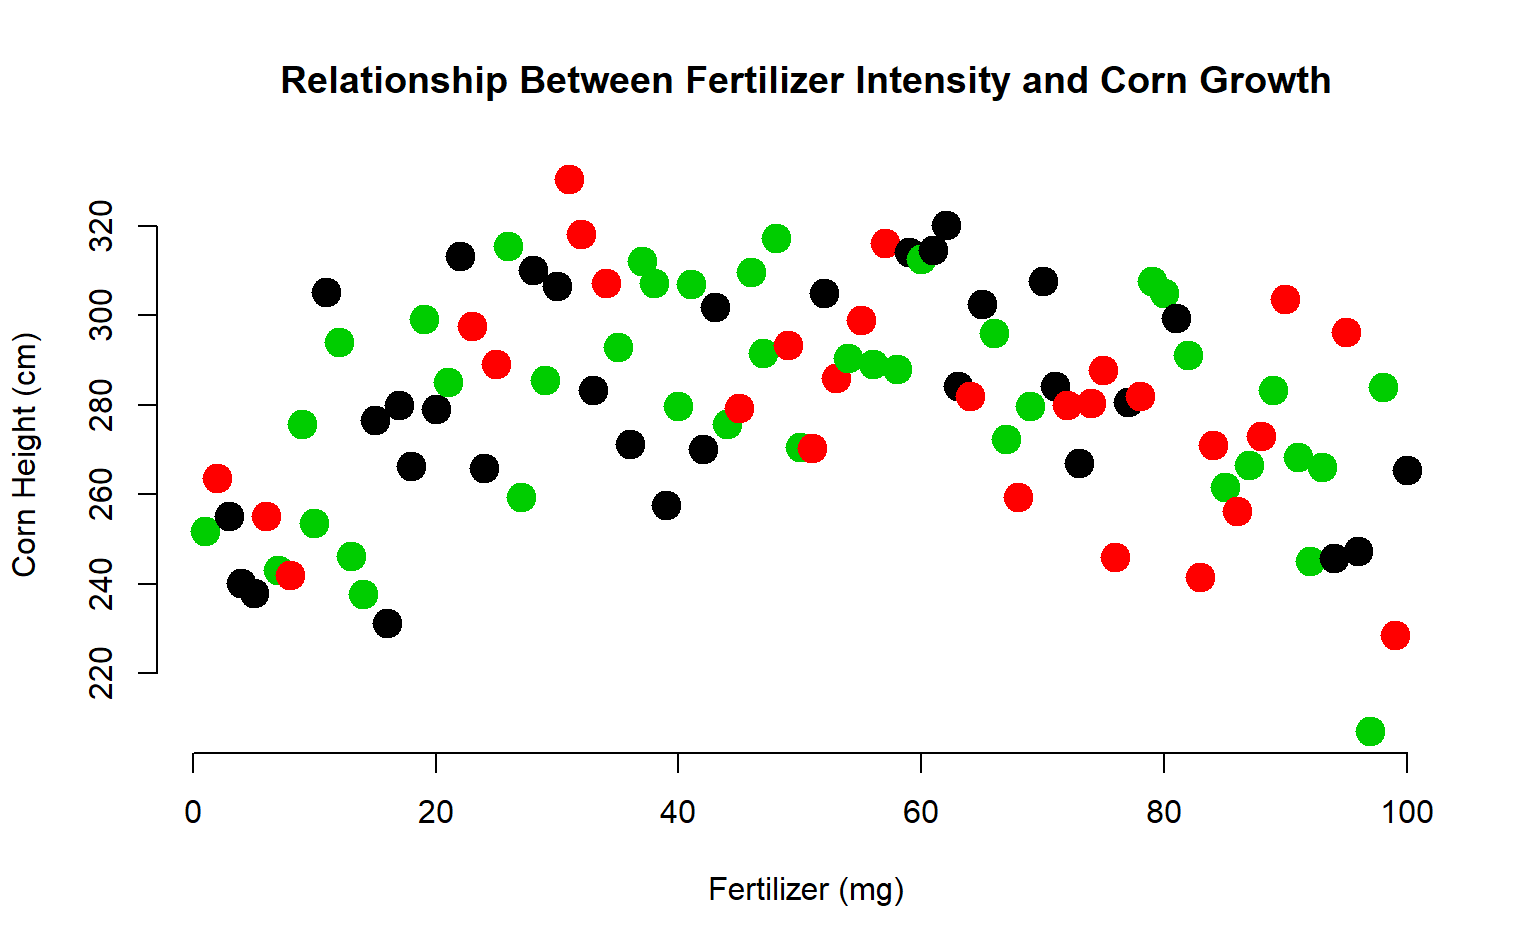 Relationship Between Fertilizer Intensity and Corn Growth
Corn Height (cm)
320
300
280
260
240
220
0 20 40 60 80 100
Fertilizer (mg)